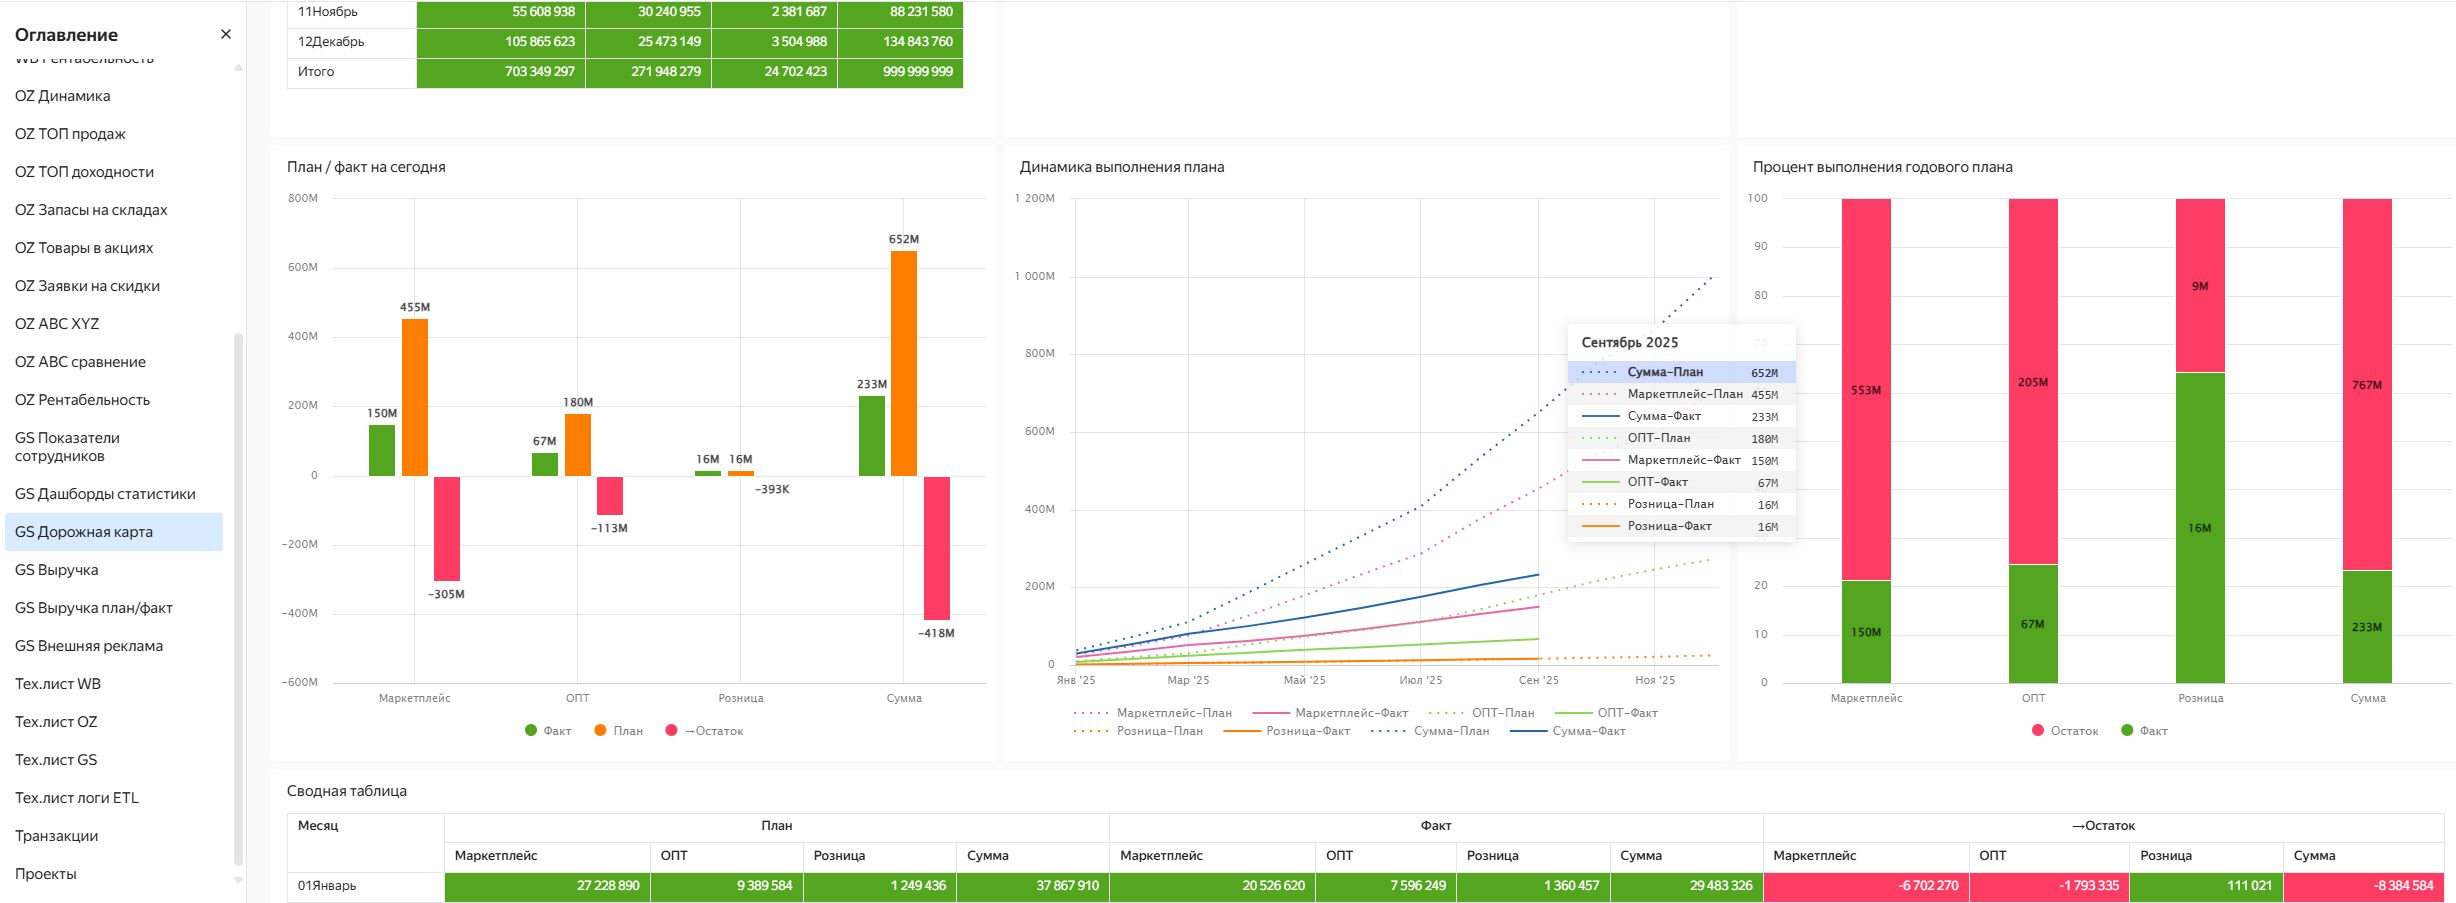 Оглавление ✕
WB Рентабельность
OZ Динамика
OZ ТОП продаж
OZ ТОП доходности
OZ Запасы на складах
OZ Товары в акциях
OZ Заявки на скидки
OZ ABC XYZ
OZ ABC сравнение
OZ Рентабельность
GS Показатели
сотрудников
GS Дашборды статистики
GS Дорожная карта
GS Выручка
GS Выручка план/факт
GS Внешняя реклама
Тех.лист WB
Тех.лист OZ
Тех.лист GS
Тех.лист логи ETL
Транзакции
Проекты
11Ноябрь 55 608 938 30 240 955 2 381 687 88 231 580
12Декабрь 105 865 623 25 473 149 3 504 988 134 843 760
Итого 703 349 297 271 948 279 24 702 423 999 999 999
План / факт на сегодня
800M
600M
400M
200M
0
−200M
−400M
−600M
150M 455M −305M
67M 180M −113M
16M 16M −393K
233M 652M −418M
Маркетплейс ОПТ Розница Сумма
Факт План →Остаток
Динамика выполнения плана
1 200M
1 000M
800M
600M
400M
200M
0
Янв '25 Мар '25 Май '25 Июл '25 Сен '25 Ноя '25
Сентябрь 2025
Сумма-План 652M
Маркетплейс-План 455M
Сумма-Факт 233M
ОПТ-План 180M
Маркетплейс-Факт 150M
ОПТ-Факт 67M
Розница-План 16M
Розница-Факт 16M
Маркетплейс-План Маркетплейс-Факт ОПТ-План ОПТ-Факт
Розница-План Розница-Факт Сумма-План Сумма-Факт
Процент выполнения годового плана
100
90
80
70
20
10
0
553M 205M 9M 767M
150M 67M 16M 233M
Маркетплейс ОПТ Розница Сумма
Остаток Факт
Сводная таблица
Месяц План Факт →Остаток
Маркетплейс ОПТ Розница Сумма Маркетплейс ОПТ Розница Сумма Маркетплейс ОПТ Розница Сумма
01Январь 27 228 890 9 389 584 1 249 436 37 867 910 20 526 620 7 596 249 1 360 457 29 483 326 -6 702 270 -1 793 335 111 021 -8 384 584